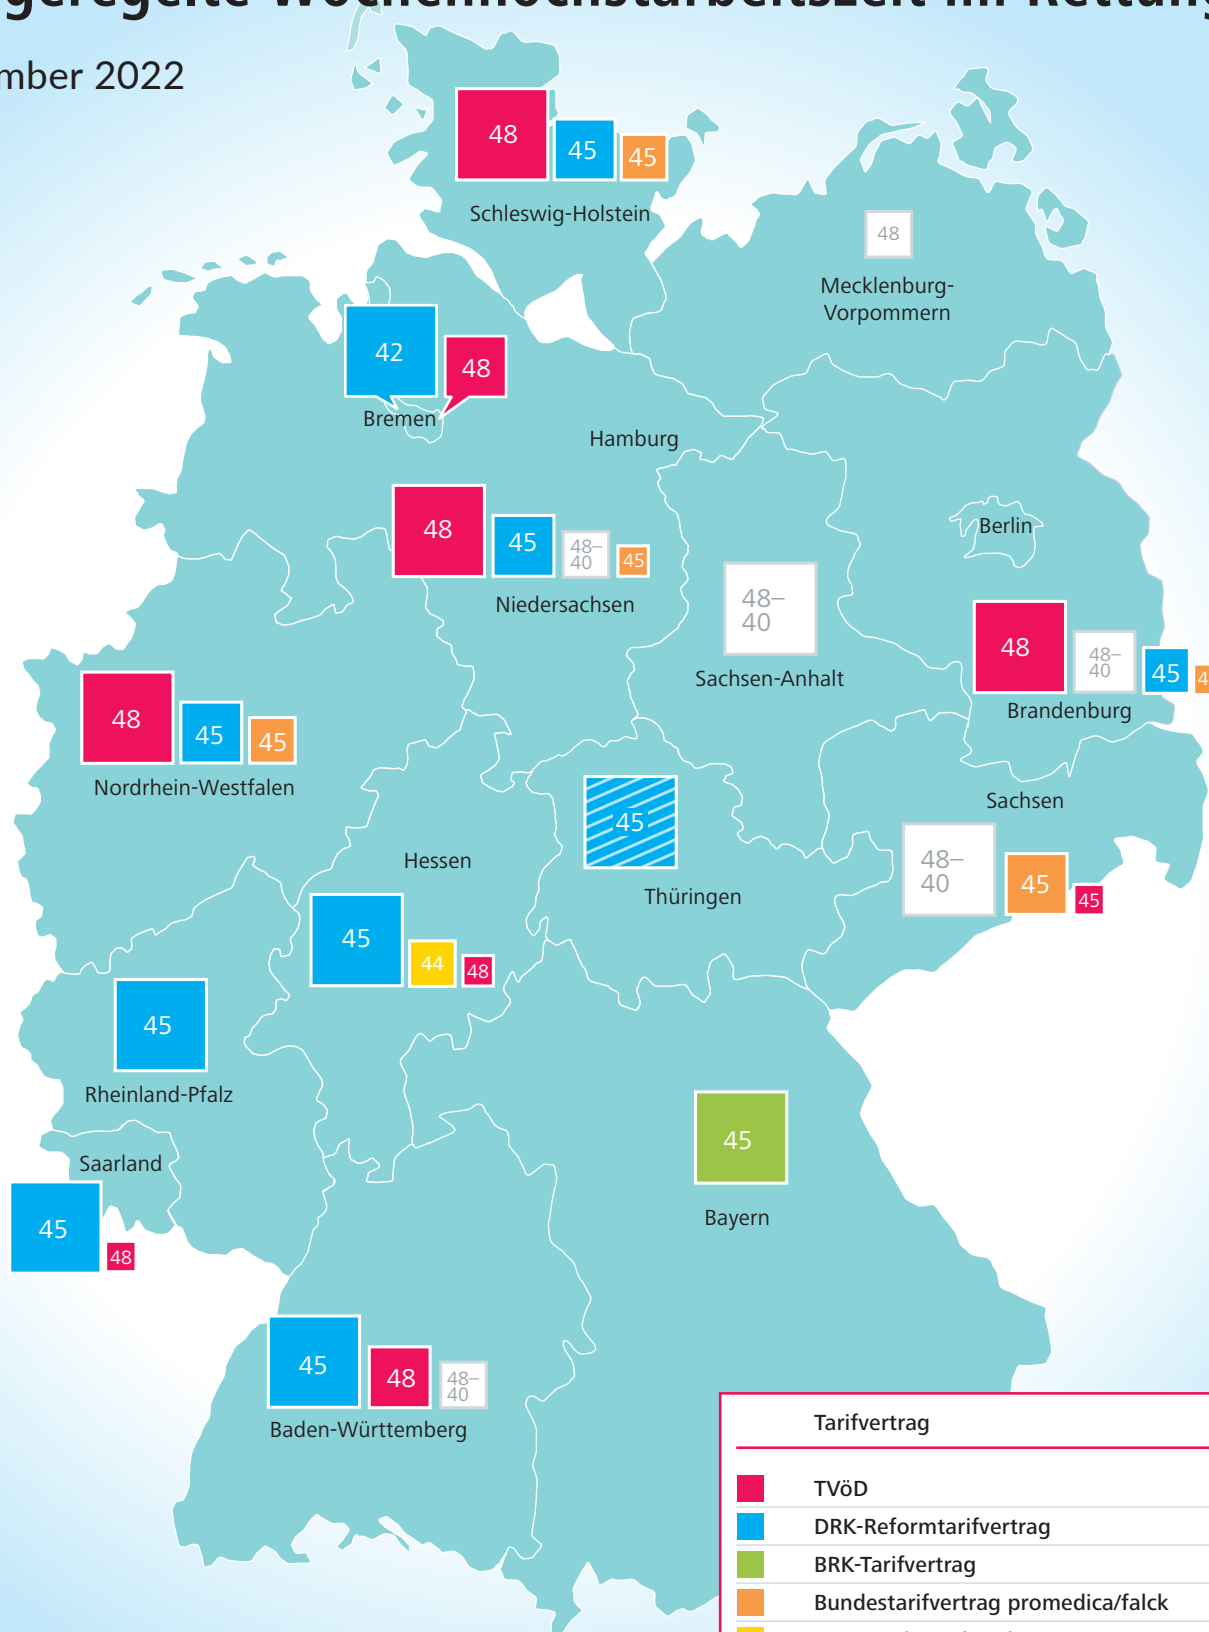 mber 2022
48
45
45
Schleswig-Holstein
48
Mecklenburg-
Vorpommern
42
48
Bremen
Hamburg
48
45
48–
40
45
Niedersachsen
Berlin
48–
40
Sachsen-Anhalt
48
48–
40
45
Brandenburg
48
45
45
Nordrhein-Westfalen
45
Thüringen
Sachsen
48–
40
45
45
Hessen
45
44
48
45
Rheinland-Pfalz
Saarland
45
48
45
Bayern
45
48
48–
40
Baden-Württemberg
Tarifvertrag
TVöD
DRK-Reformtarifvertrag
BRK-Tarifvertrag
Bundestarifvertrag promedica/falck